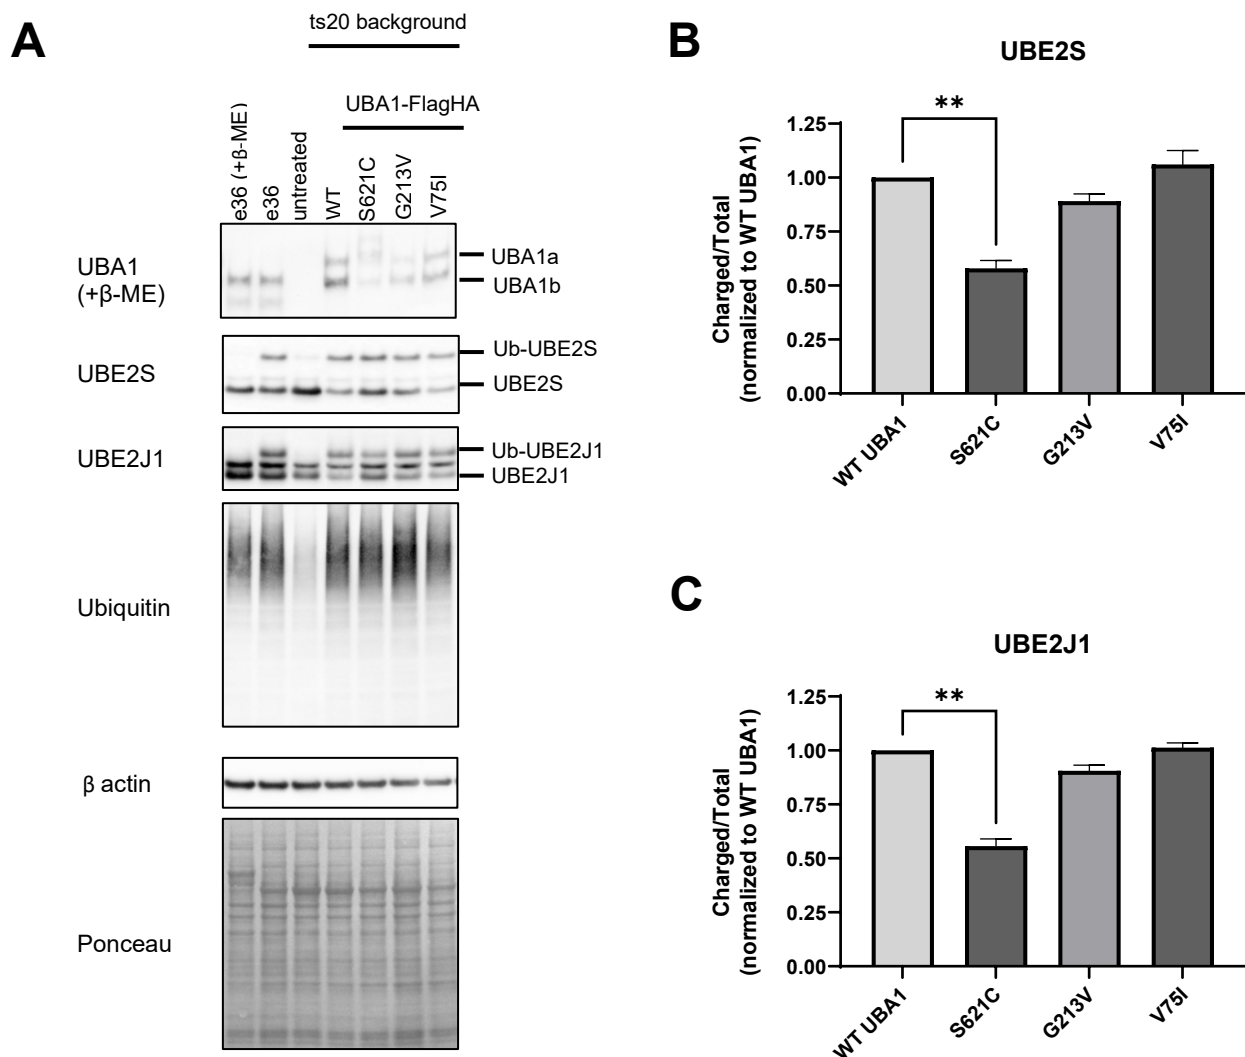 A
ts20 background
UBA1-FlagHA
e36 (+β-ME)
e36
untreated
WT
S621C
G213V
V75I
UBA1
(+β-ME)
UBA1a
UBA1b
UBE2S
Ub-UBE2S
UBE2S
UBE2J1
Ub-UBE2J1
UBE2J1
Ubiquitin
β actin
Ponceau
B
UBE2S
**
Charged/Total
(normalized to WT UBA1)
1.25
1.00
0.75
0.50
0.25
0.00
WT UBA1
S621C
G213V
V75I
C
UBE2J1
**
Charged/Total
(normalized to WT UBA1)
1.25
1.00
0.75
0.50
0.25
0.00
WT UBA1
S621C
G213V
V75I